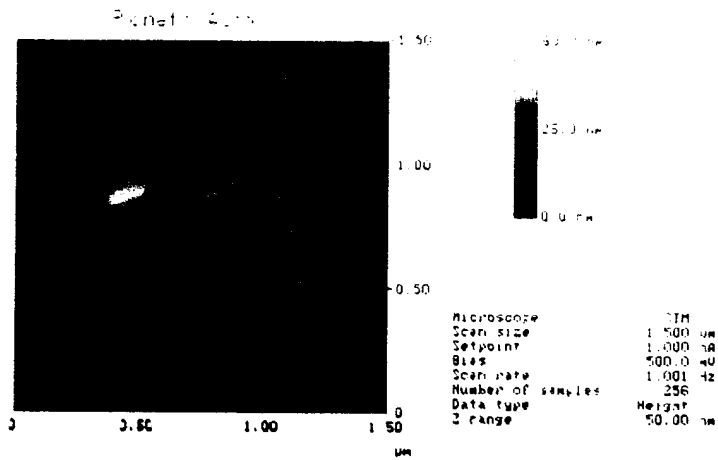 1.50
1.00
0.50
0
0
1.00
1.50
µm
25.0 nm
0.0 nm
Microscope STM
Scan size 1.500 µm
Setpoint 1.000 nA
Bias 500.0 mV
Scan rate 1.001 Hz
Number of samples 256
Data type Height
Z range 50.00 nm